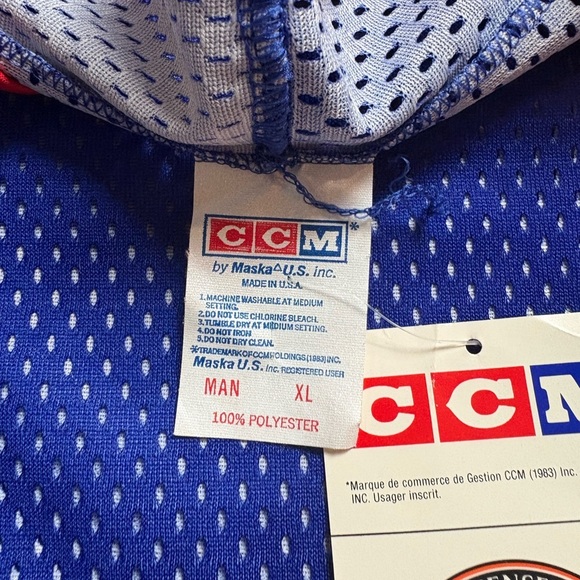 CCM*
by Maska△U.S. inc.
MADE IN U.S.A.
1.MACHINE WASHABLE AT MEDIUM
SETTING.
2.DO NOT USE CHLORINE BLEACH.
3.TUMBLE DRY AT MEDIUM SETTING.
4.DO NOT IRON
5.DO NOT DRY CLEAN.
*TRADEMARK OF CCM HOLDINGS (1983) INC.
Maska U.S. Inc. REGISTERED USER
MAN XL
100% POLYESTER
CCM
*Marque de commerce de Gestion CCM (1983) Inc.
INC. Usager inscrit.